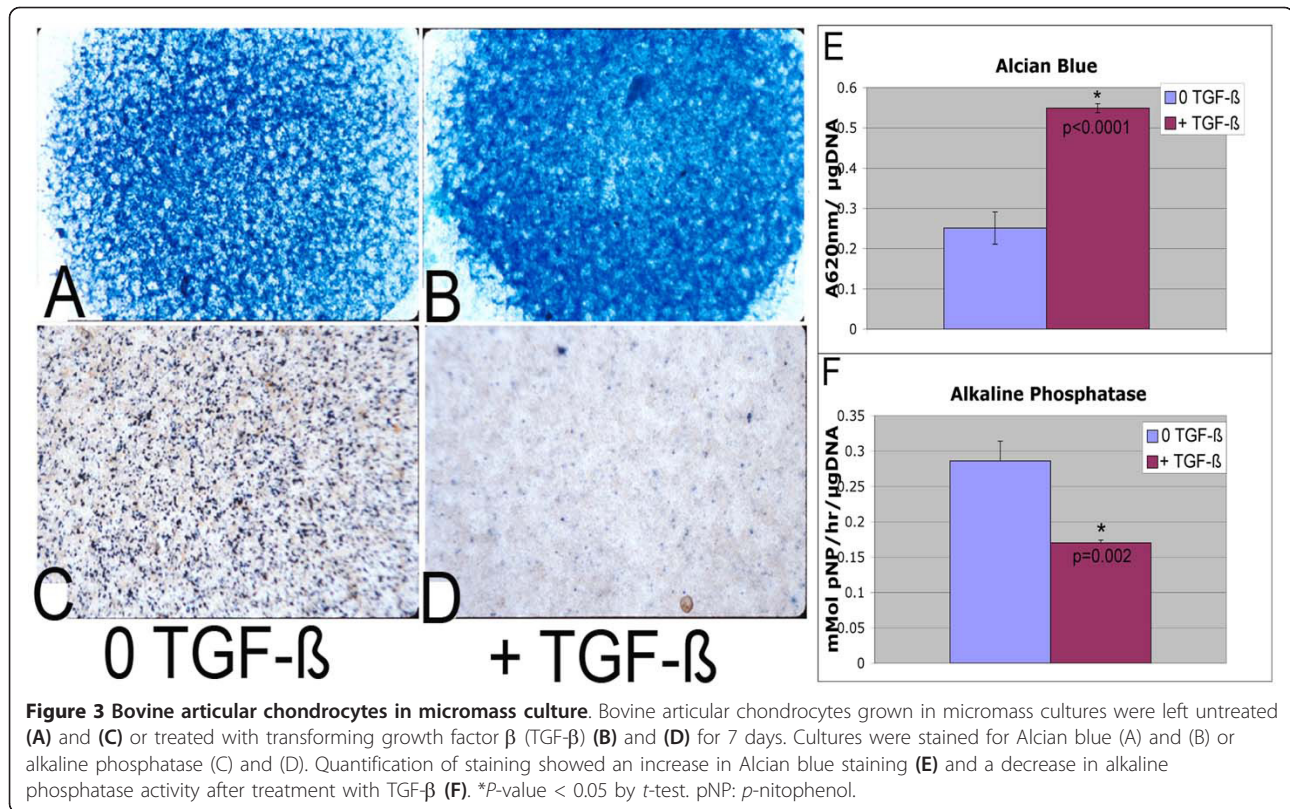 A
B
C
D
0 TGF-ß
+ TGF-ß
E
Alcian Blue
0 TGF-ß
+ TGF-ß
A620nm/ µgDNA
0.6
0.5
0.4
0.3
0.2
0.1
0
*
p<0.0001
F
Alkaline Phosphatase
0 TGF-ß
+ TGF-ß
mMol pNP/hr/µgDNA
0.35
0.3
0.25
0.2
0.15
0.1
0.05
0
*
p=0.002
Figure 3 Bovine articular chondrocytes in micromass culture. Bovine articular chondrocytes grown in micromass cultures were left untreated
(A) and (C) or treated with transforming growth factor β (TGF-β) (B) and (D) for 7 days. Cultures were stained for Alcian blue (A) and (B) or
alkaline phosphatase (C) and (D). Quantification of staining showed an increase in Alcian blue staining (E) and a decrease in alkaline
phosphatase activity after treatment with TGF-β (F). *P-value < 0.05 by t-test. pNP: p-nitophenol.